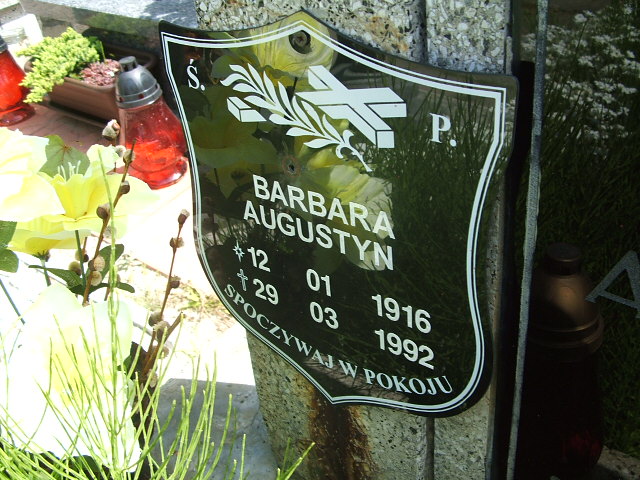 Ś. P.
BARBARA
AUGUSTYN
* 12 01 1916
† 29 03 1992
SPOCZYWAJ W POKOJU
A